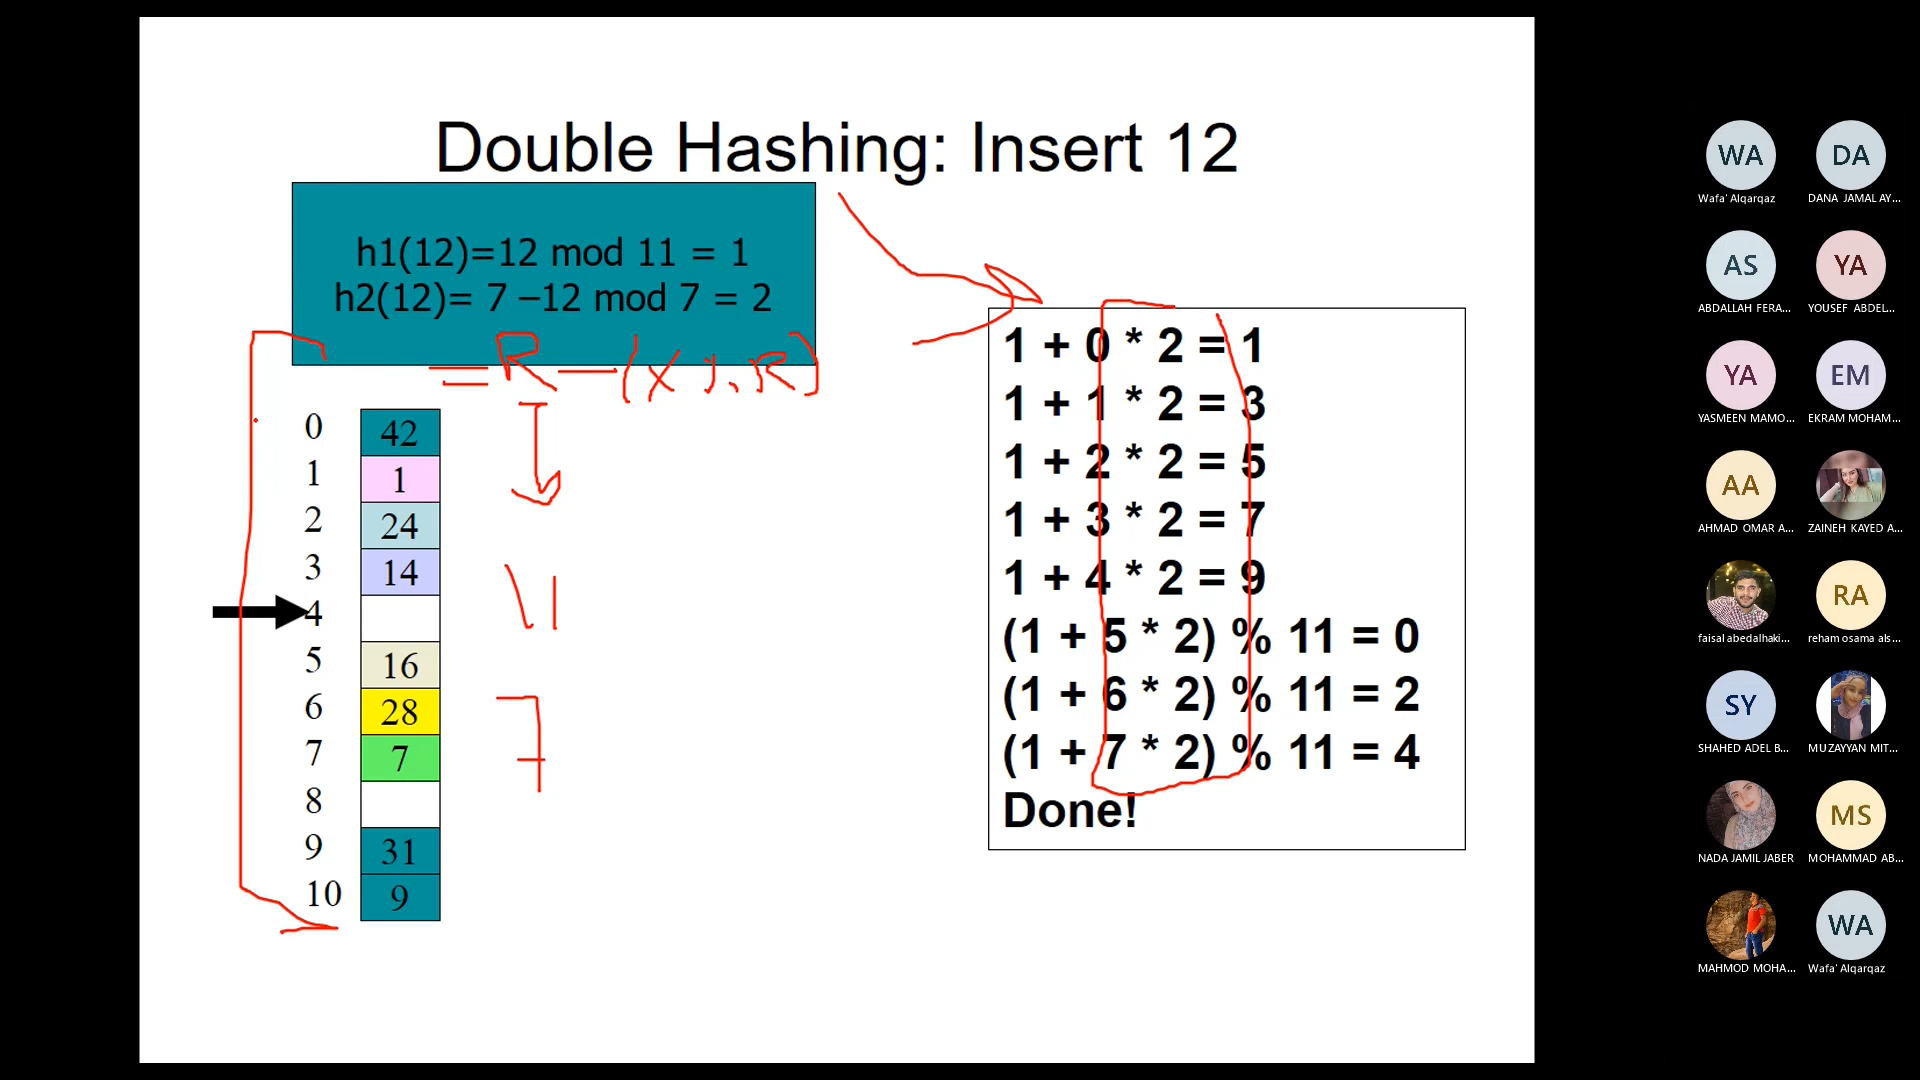 Double Hashing: Insert 12
h1(12)=12 mod 11 = 1
h2(12)= 7 –12 mod 7 = 2
= R - (X % R)
0 42
1 1
2 24
3 14
4
5 16
6 28
7 7
8
9 31
10 9
11
7
1 + 0 * 2 = 1
1 + 1 * 2 = 3
1 + 2 * 2 = 5
1 + 3 * 2 = 7
1 + 4 * 2 = 9
(1 + 5 * 2) % 11 = 0
(1 + 6 * 2) % 11 = 2
(1 + 7 * 2) % 11 = 4
Done!
WA DA
Wafa' Alqarqaz DANA JAMAL AY...
AS YA
ABDALLAH FERA... YOUSEF ABDEL...
YA EM
YASMEEN MAMO... EKRAM MOHAM...
AA
AHMAD OMAR A... ZAINEH KAYED A...
RA
faisal abedalhaki... reham osama als...
SY
SHAHED ADEL B... MUZAYYAN MIT...
MS
NADA JAMIL JABER MOHAMMAD AB...
WA
MAHMOD MOHA... Wafa' Alqarqaz